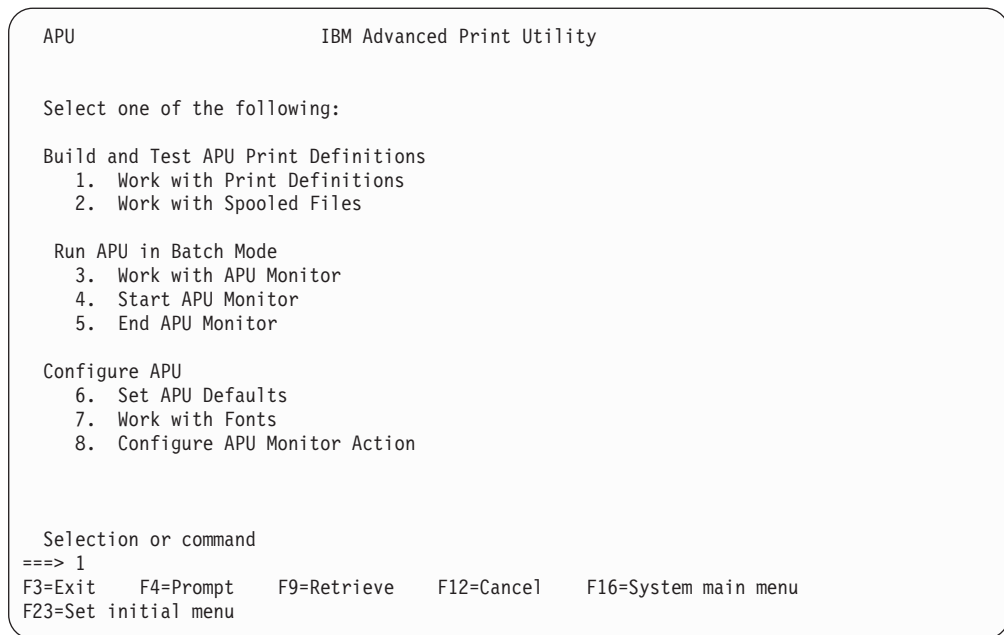 APU IBM Advanced Print Utility
Select one of the following:
Build and Test APU Print Definitions
1. Work with Print Definitions
2. Work with Spooled Files
Run APU in Batch Mode
3. Work with APU Monitor
4. Start APU Monitor
5. End APU Monitor
Configure APU
6. Set APU Defaults
7. Work with Fonts
8. Configure APU Monitor Action
Selection or command
===> 1
F3=Exit F4=Prompt F9=Retrieve F12=Cancel F16=System main menu
F23=Set initial menu